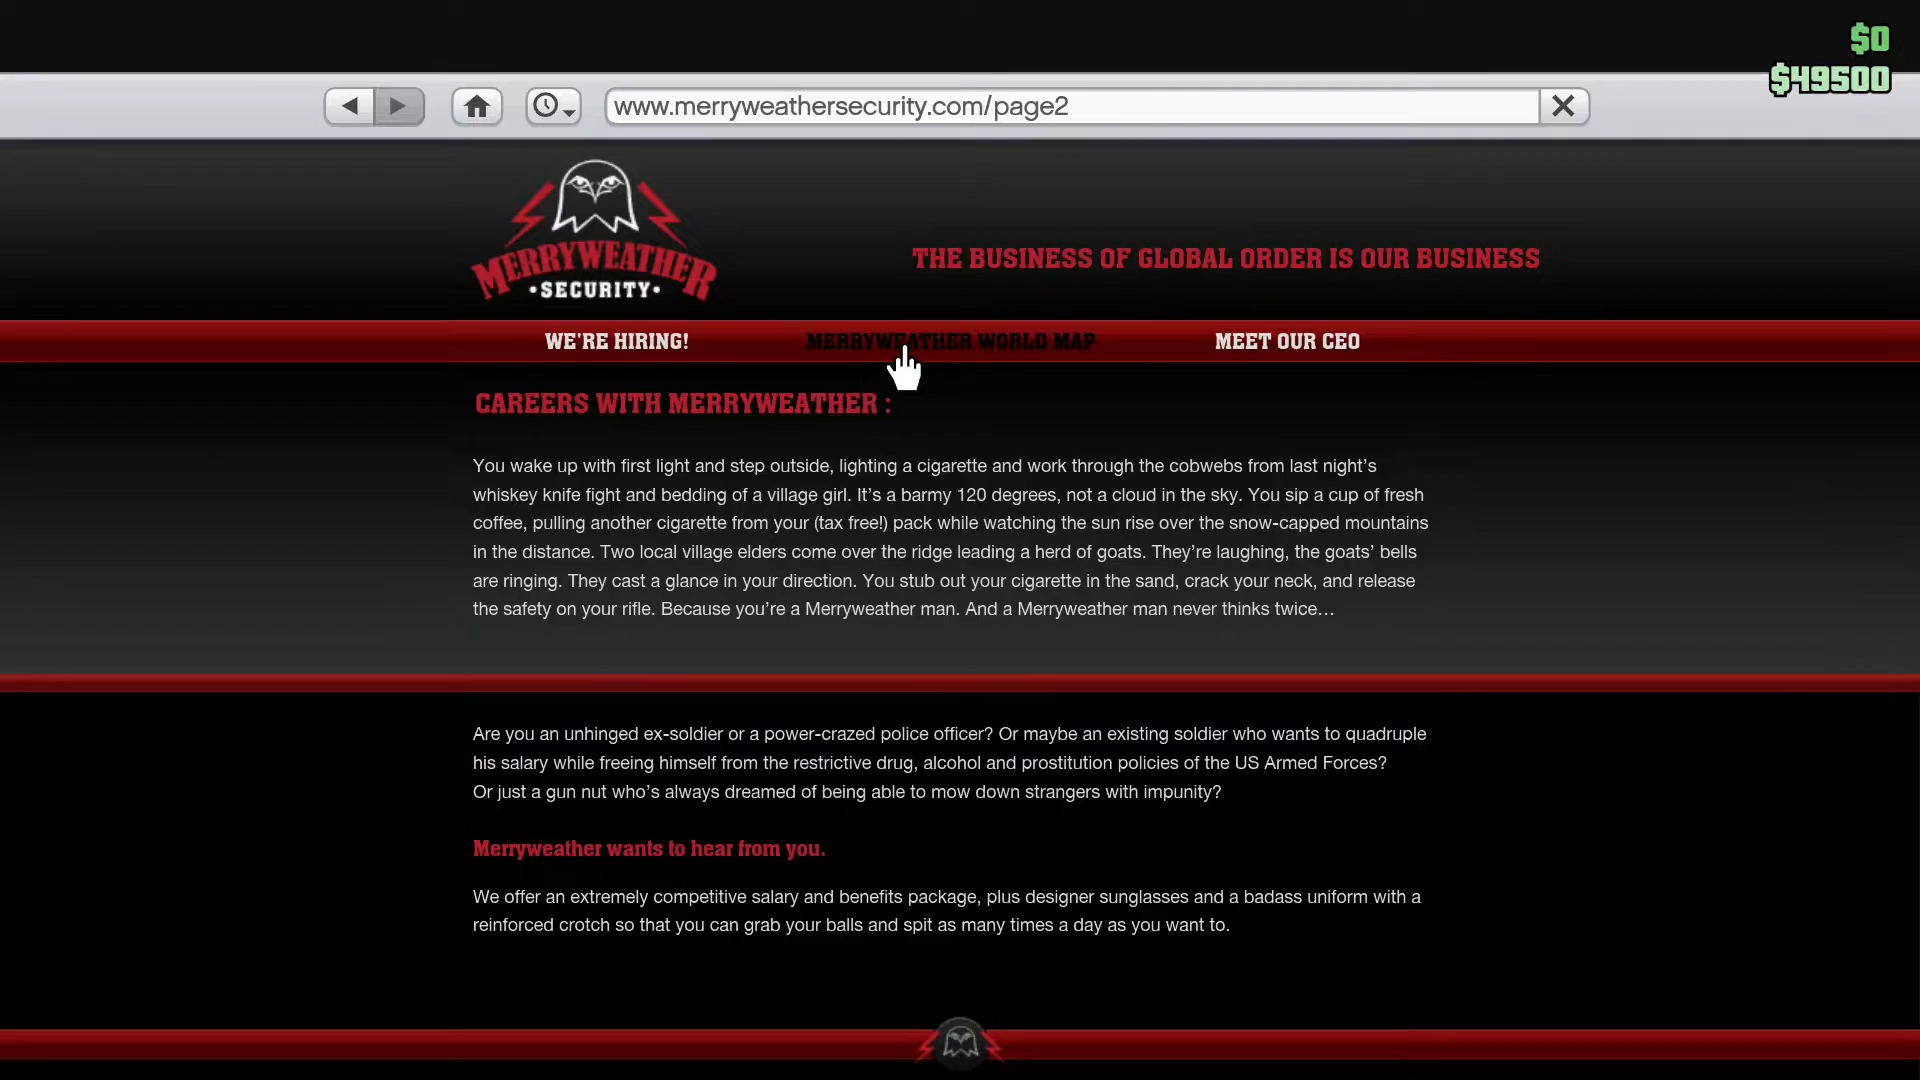 $0
$49500
www.merryweathersecurity.com/page2
MERRYWEATHER
•SECURITY•
THE BUSINESS OF GLOBAL ORDER IS OUR BUSINESS
WE'RE HIRING! MERRYWEATHER WORLD MAP MEET OUR CEO
CAREERS WITH MERRYWEATHER :
You wake up with first light and step outside, lighting a cigarette and work through the cobwebs from last night’s
whiskey knife fight and bedding of a village girl. It’s a barmy 120 degrees, not a cloud in the sky. You sip a cup of fresh
coffee, pulling another cigarette from your (tax free!) pack while watching the sun rise over the snow-capped mountains
in the distance. Two local village elders come over the ridge leading a herd of goats. They’re laughing, the goats’ bells
are ringing. They cast a glance in your direction. You stub out your cigarette in the sand, crack your neck, and release
the safety on your rifle. Because you’re a Merryweather man. And a Merryweather man never thinks twice…
Are you an unhinged ex-soldier or a power-crazed police officer? Or maybe an existing soldier who wants to quadruple
his salary while freeing himself from the restrictive drug, alcohol and prostitution policies of the US Armed Forces?
Or just a gun nut who’s always dreamed of being able to mow down strangers with impunity?
Merryweather wants to hear from you.
We offer an extremely competitive salary and benefits package, plus designer sunglasses and a badass uniform with a
reinforced crotch so that you can grab your balls and spit as many times a day as you want to.